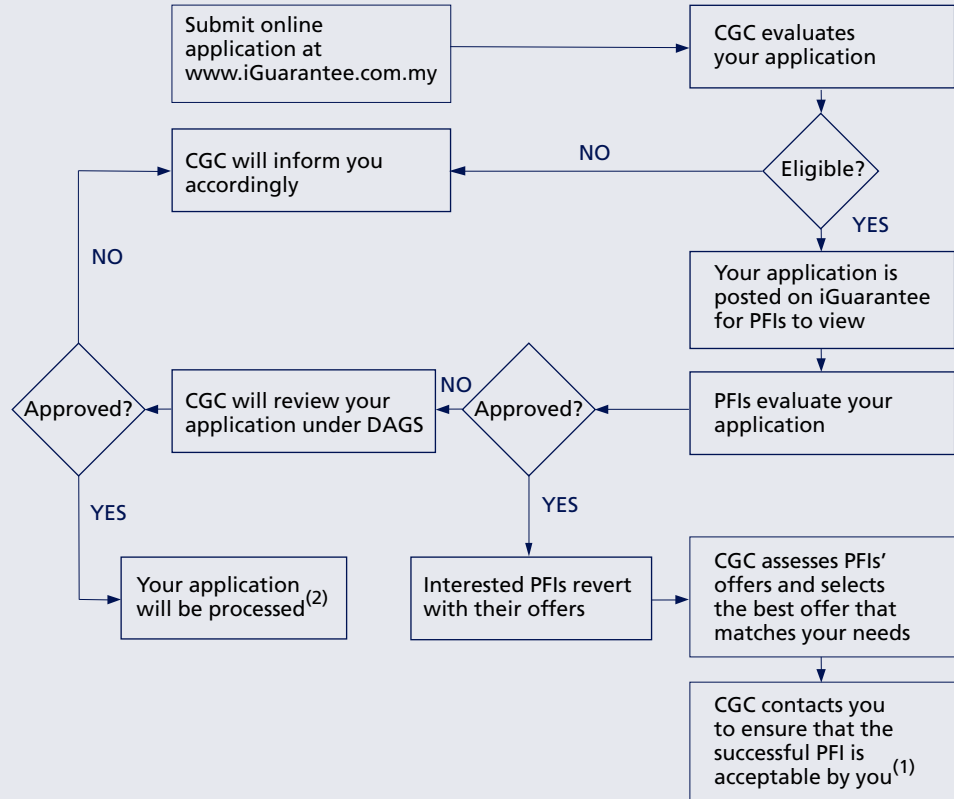 Submit online
application at
www.iGuarantee.com.my
CGC evaluates
your application
Eligible?
NO
YES
CGC will inform you
accordingly
Your application is
posted on iGuarantee
for PFIs to view
PFIs evaluate your
application
Approved?
NO
YES
CGC will review your
application under DAGS
Approved?
NO
YES
Your application
will be processed(2)
Interested PFIs revert
with their offers
CGC assesses PFIs'
offers and selects
the best offer that
matches your needs
CGC contacts you
to ensure that the
successful PFI is
acceptable by you(1)